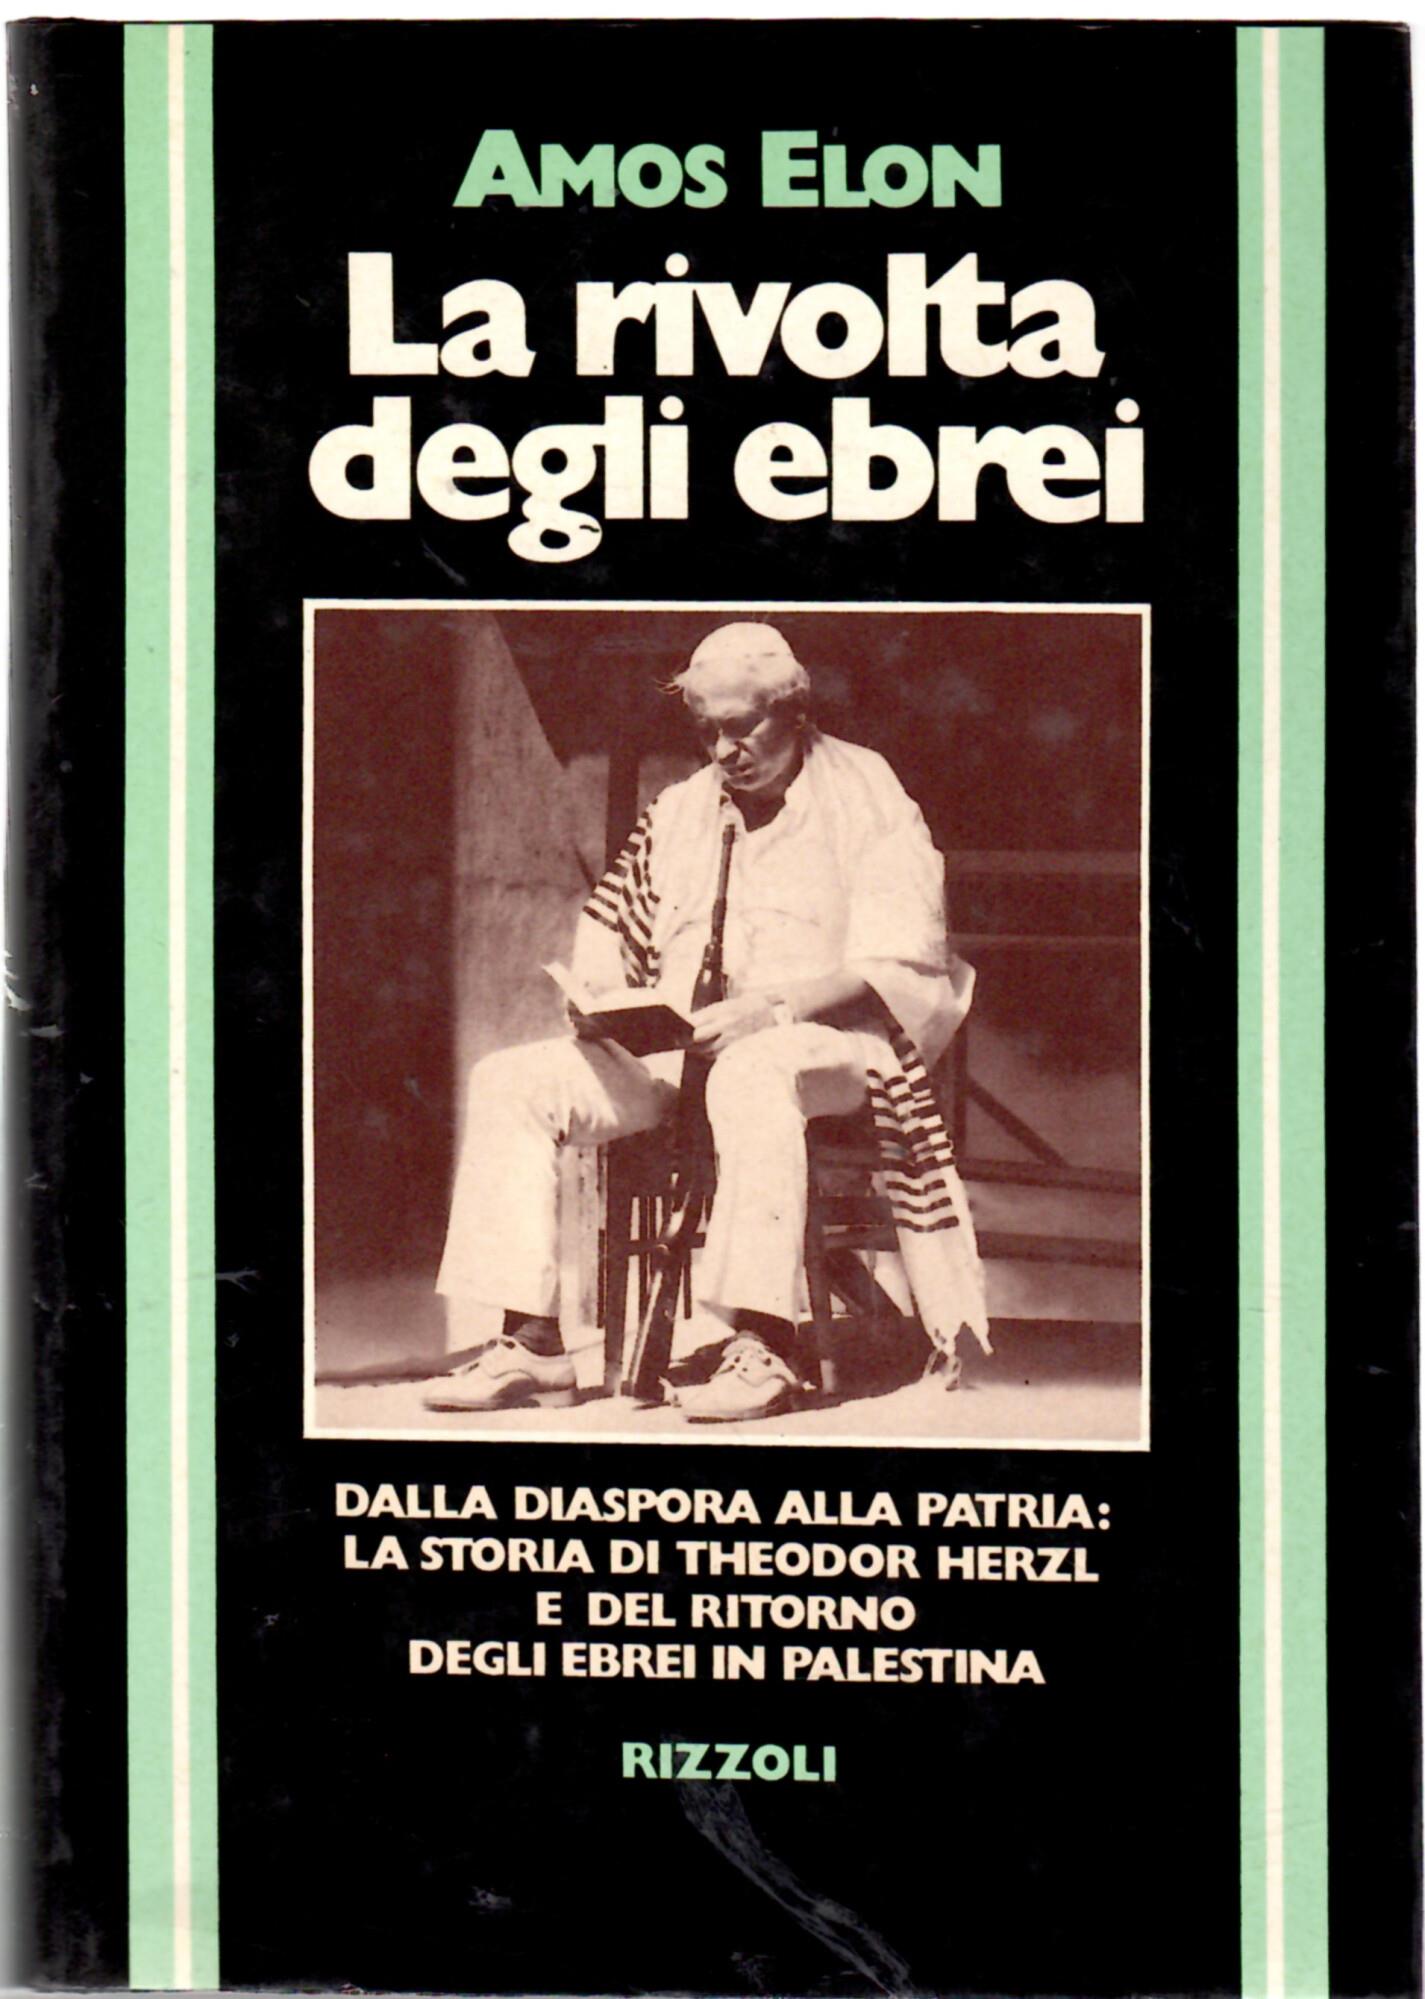 AMOS ELON
La rivolta
degli ebrei
DALLA DIASPORA ALLA PATRIA:
LA STORIA DI THEODOR HERZL
E DEL RITORNO
DEGLI EBREI IN PALESTINA
RIZZOLI